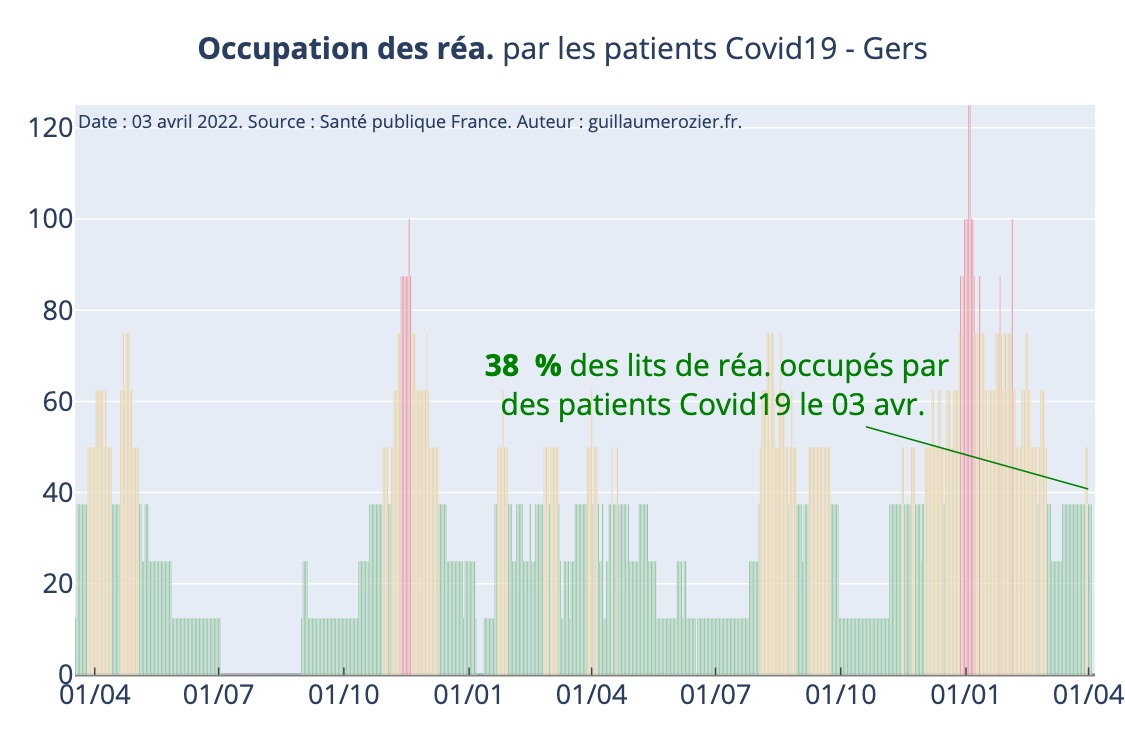 Occupation des réa. par les patients Covid19 - Gers
Date : 03 avril 2022. Source : Santé publique France. Auteur : guillaumerozier.fr.
120
100
80
60
40
20
0
38  % des lits de réa. occupés par
des patients Covid19 le 03 avr.
01/04 01/07 01/10 01/01 01/04 01/07 01/10 01/01 01/04